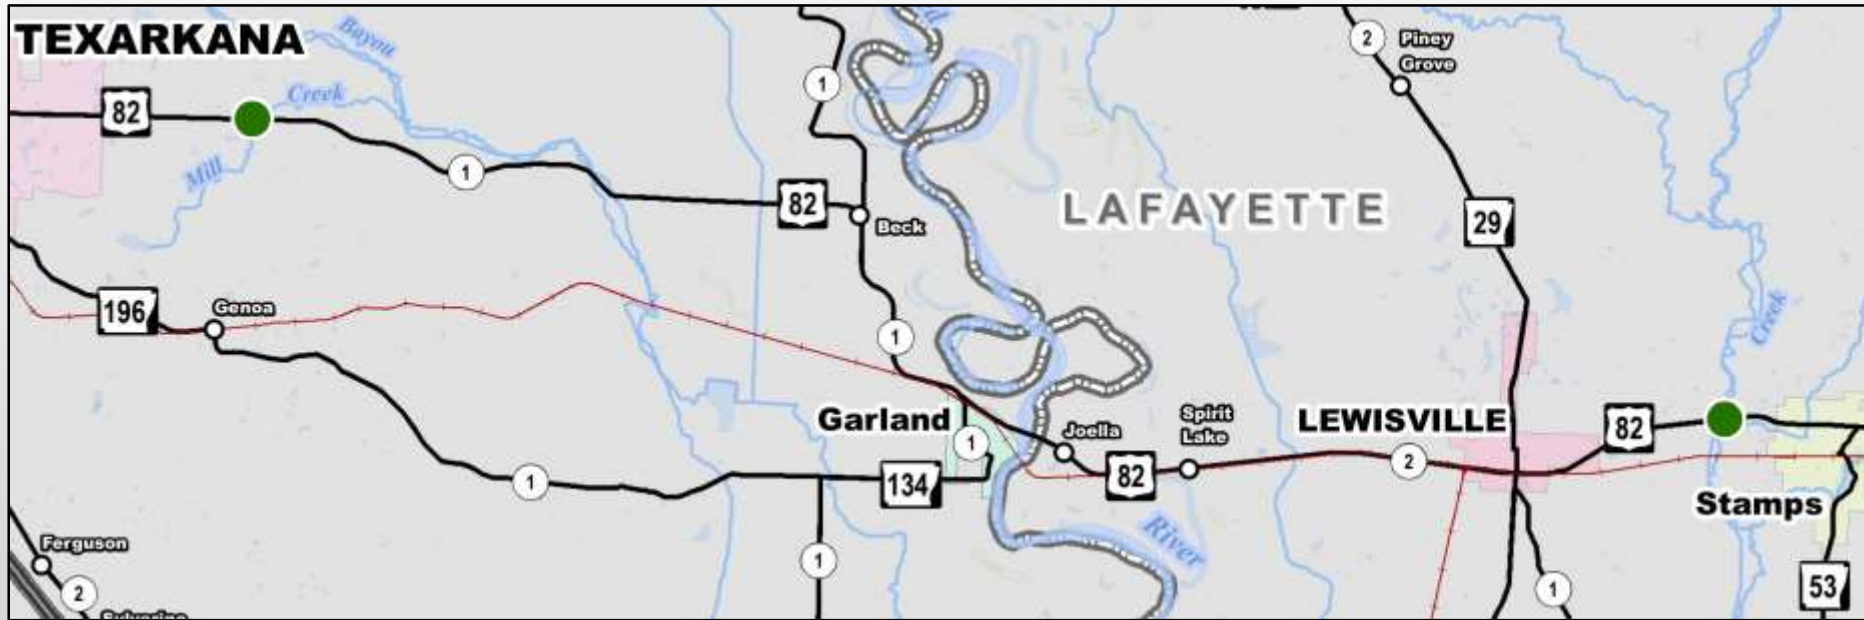 TEXARKANA
Bayou
Creek
82
Mill
1
1
82
Beck
2
Piney
Grove
LAFAYETTE
29
196
Genoa
1
Creek
Garland
1
Joella
Spirit
Lake
LEWISVILLE
82
82
2
1
134
Stamps
River
Ferguson
2
1
1
53